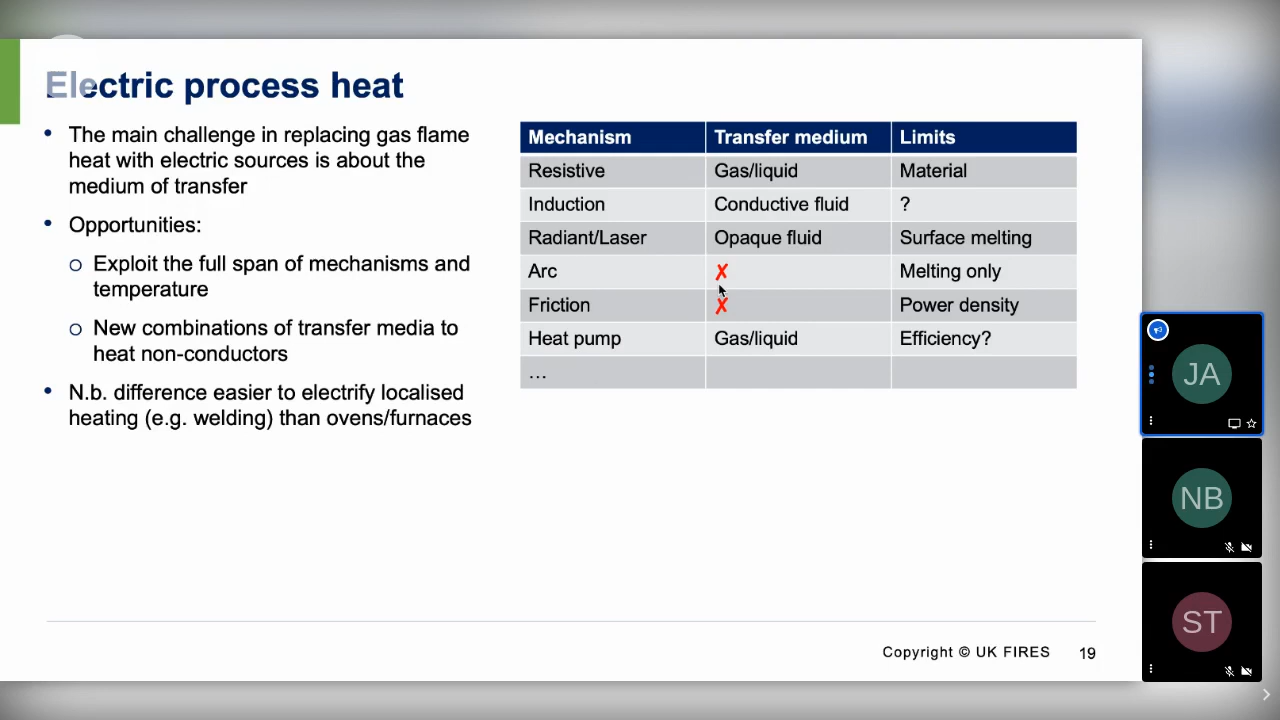 Electric process heat
• The main challenge in replacing gas flame
heat with electric sources is about the
medium of transfer
• Opportunities:
o Exploit the full span of mechanisms and
temperature
o New combinations of transfer media to
heat non-conductors
• N.b. difference easier to electrify localised
heating (e.g. welding) than ovens/furnaces
Mechanism Transfer medium Limits
Resistive Gas/liquid Material
Induction Conductive fluid ?
Radiant/Laser Opaque fluid Surface melting
Arc ✗ Melting only
Friction ✗ Power density
Heat pump Gas/liquid Efficiency?
…
Copyright © UK FIRES 19
JA
NB
ST